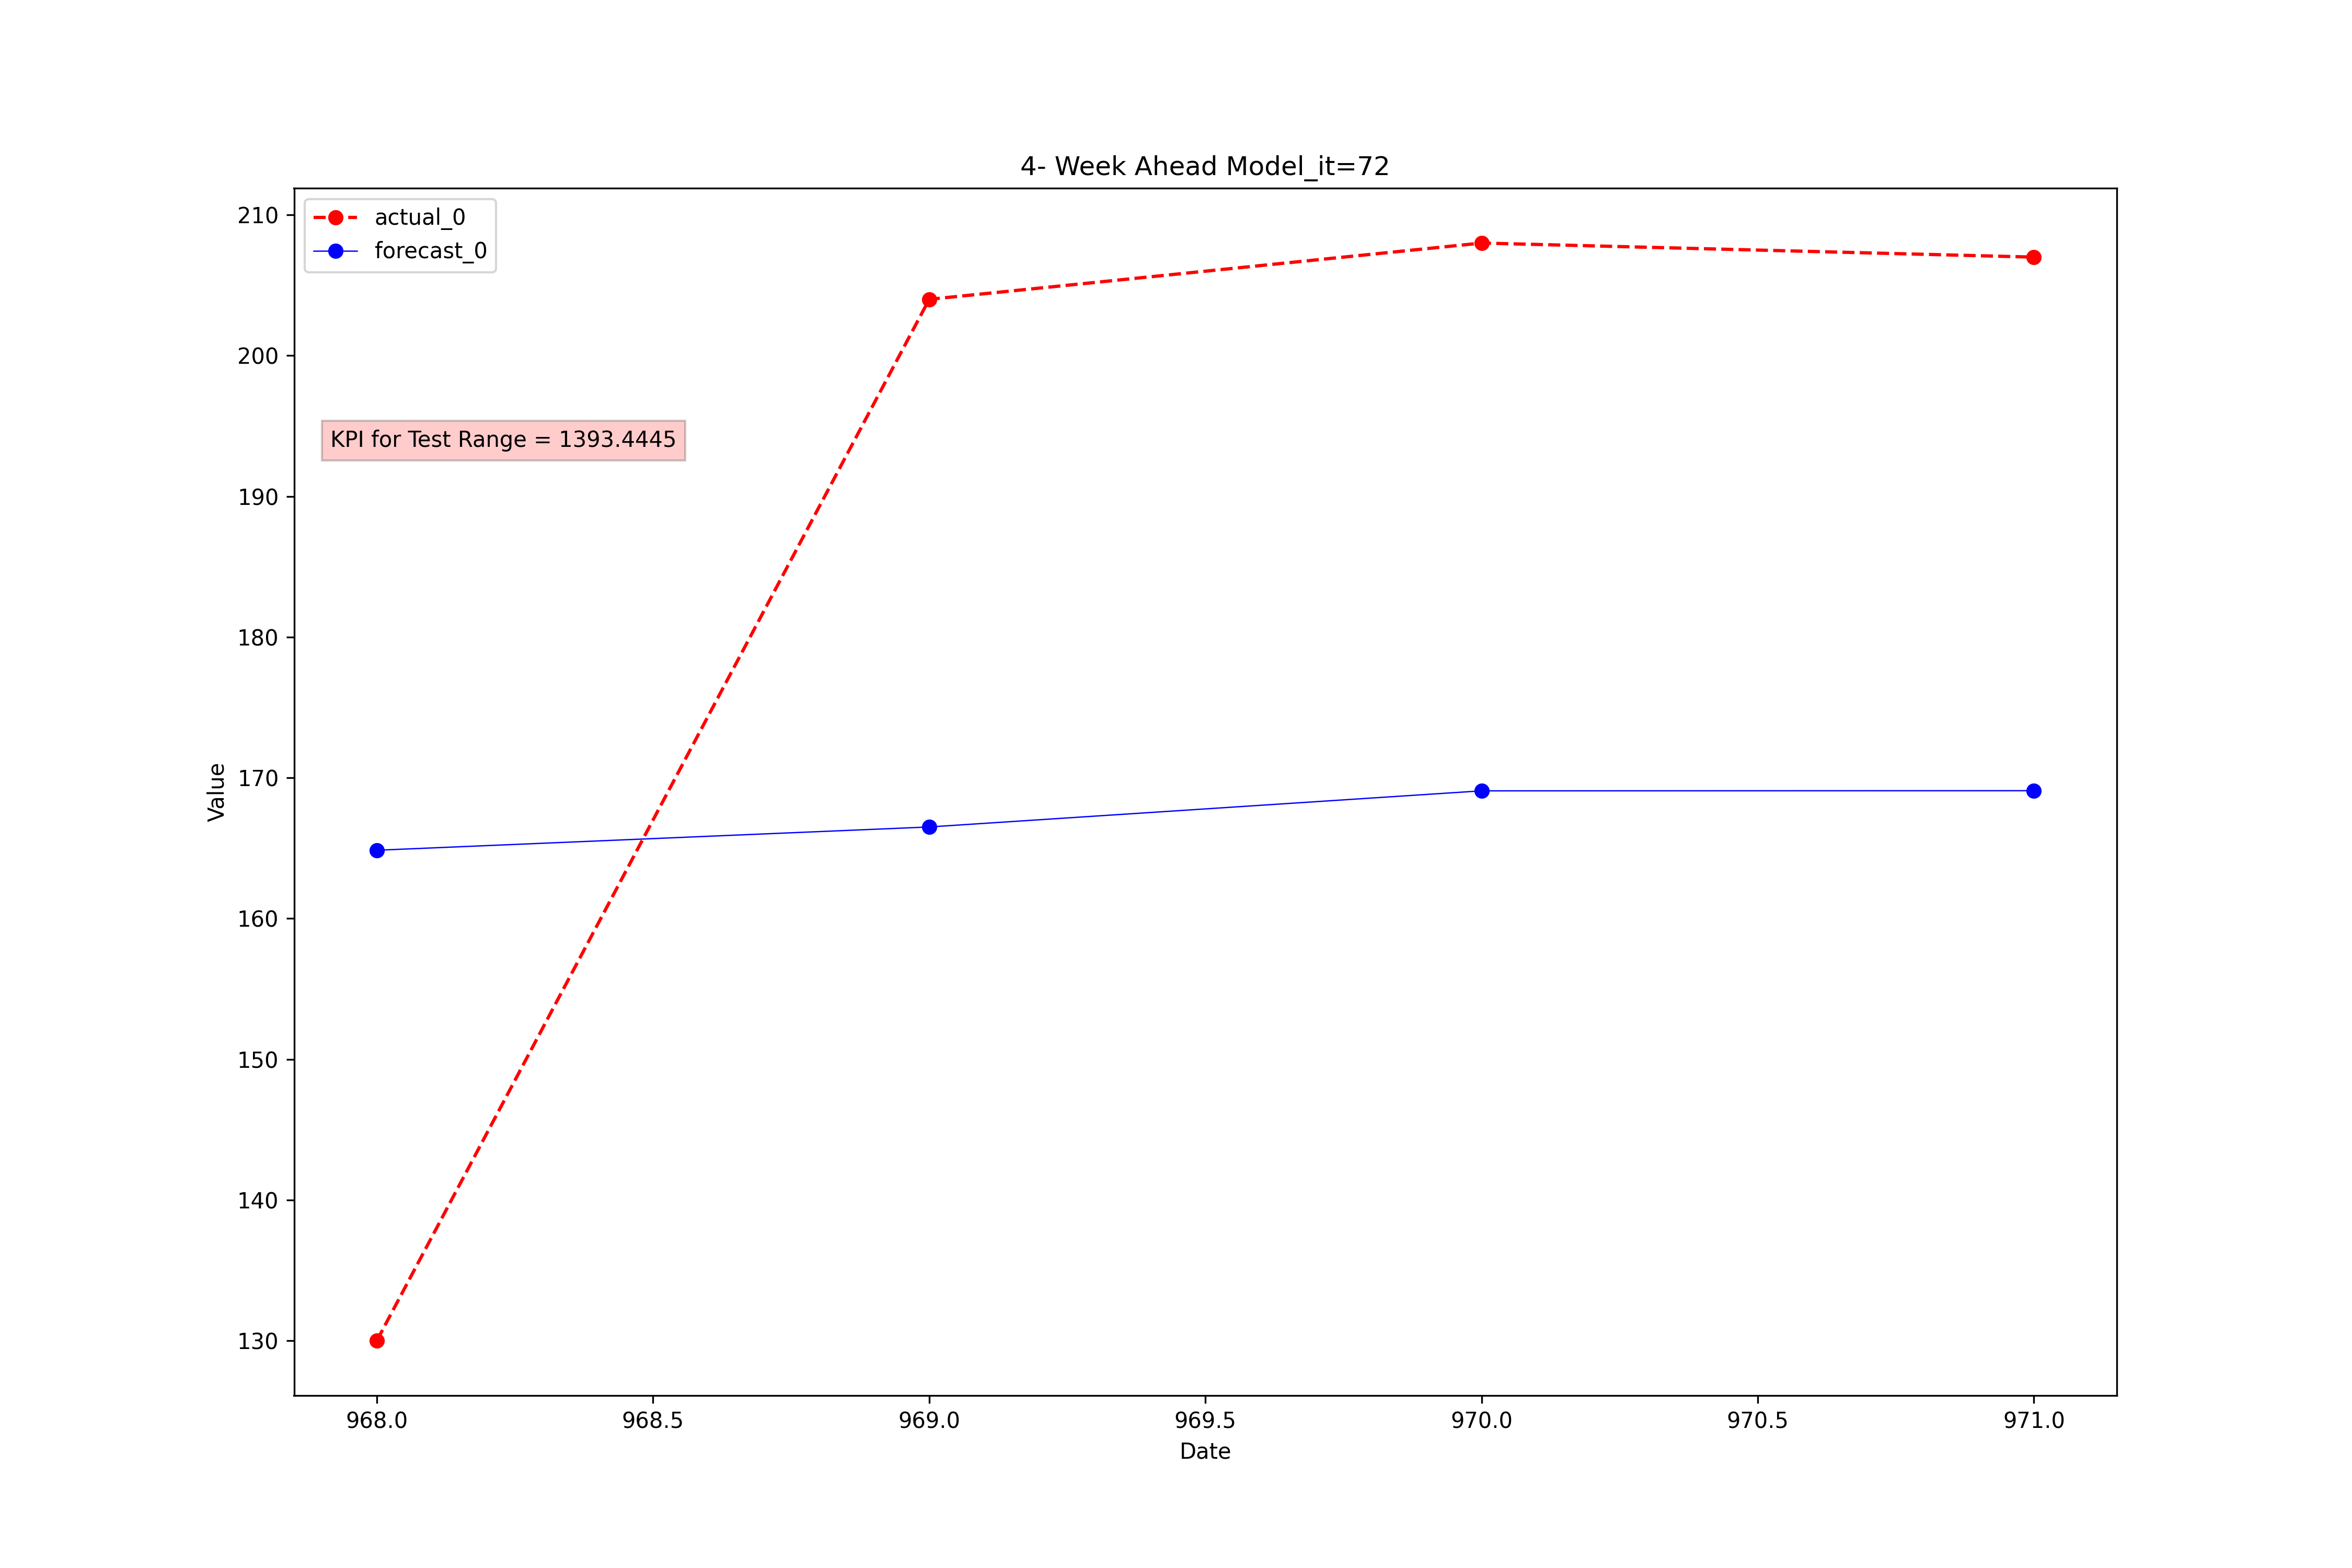 4- Week Ahead Model_it=72
actual_0
forecast_0
KPI for Test Range = 1393.4445
210
200
190
180
170
160
150
140
130
Value
968.0 968.5 969.0 969.5 970.0 970.5 971.0
Date